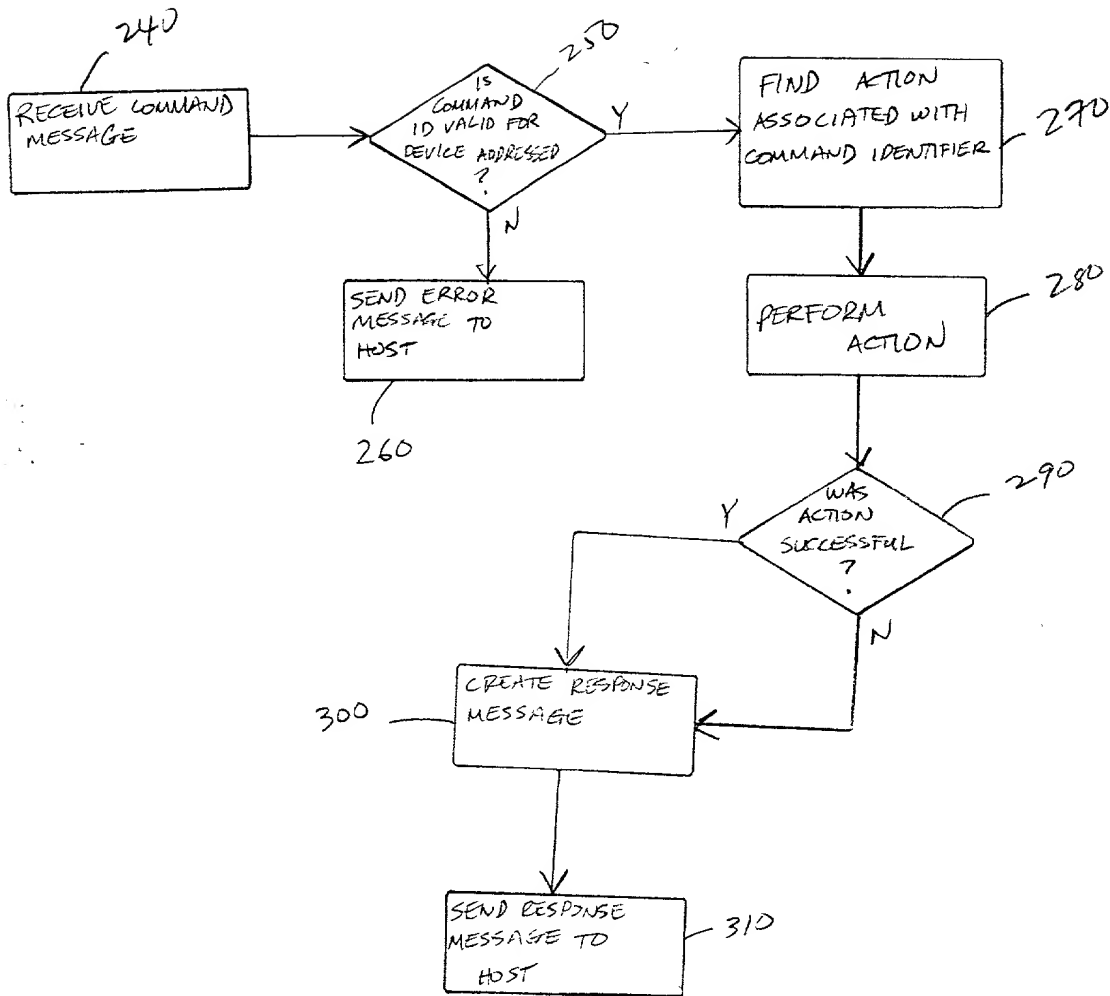 240
RECEIVE COMMAND
MESSAGE
250
IS
COMMAND
ID VALID FOR
DEVICE ADDRESSED
?
Y
N
FIND ACTION
ASSOCIATED WITH
COMMAND IDENTIFIER
270
SEND ERROR
MESSAGE TO
HOST
260
PERFORM
ACTION
280
WAS
ACTION
SUCCESSFUL
?
290
Y
N
CREATE RESPONSE
MESSAGE
300
SEND RESPONSE
MESSAGE TO
HOST
310